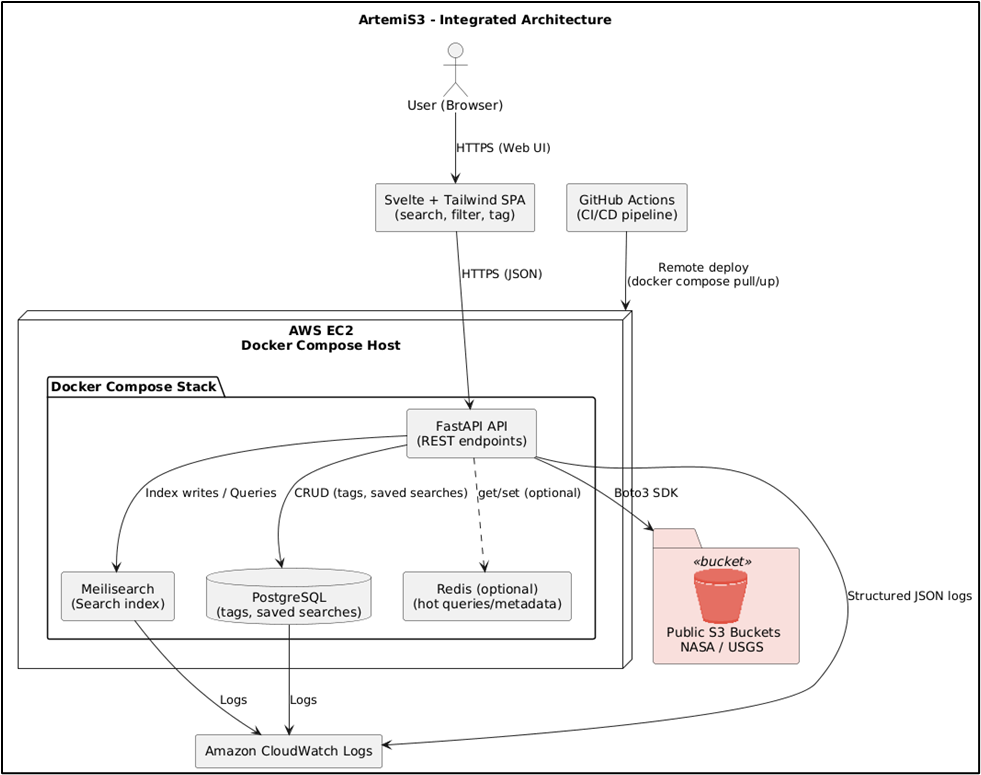 ArtemiS3 - Integrated Architecture
User (Browser)
HTTPS (Web UI)
Svelte + Tailwind SPA
(search, filter, tag)
GitHub Actions
(CI/CD pipeline)
HTTPS (JSON)
Remote deploy
(docker compose pull/up)
AWS EC2
Docker Compose Host
Docker Compose Stack
FastAPI API
(REST endpoints)
Index writes / Queries
CRUD (tags, saved searches)
get/set (optional)
Boto3 SDK
Meilisearch
(Search index)
PostgreSQL
(tags, saved searches)
Redis (optional)
(hot queries/metadata)
«bucket»
Public S3 Buckets
NASA / USGS
Structured JSON logs
Logs
Logs
Amazon CloudWatch Logs